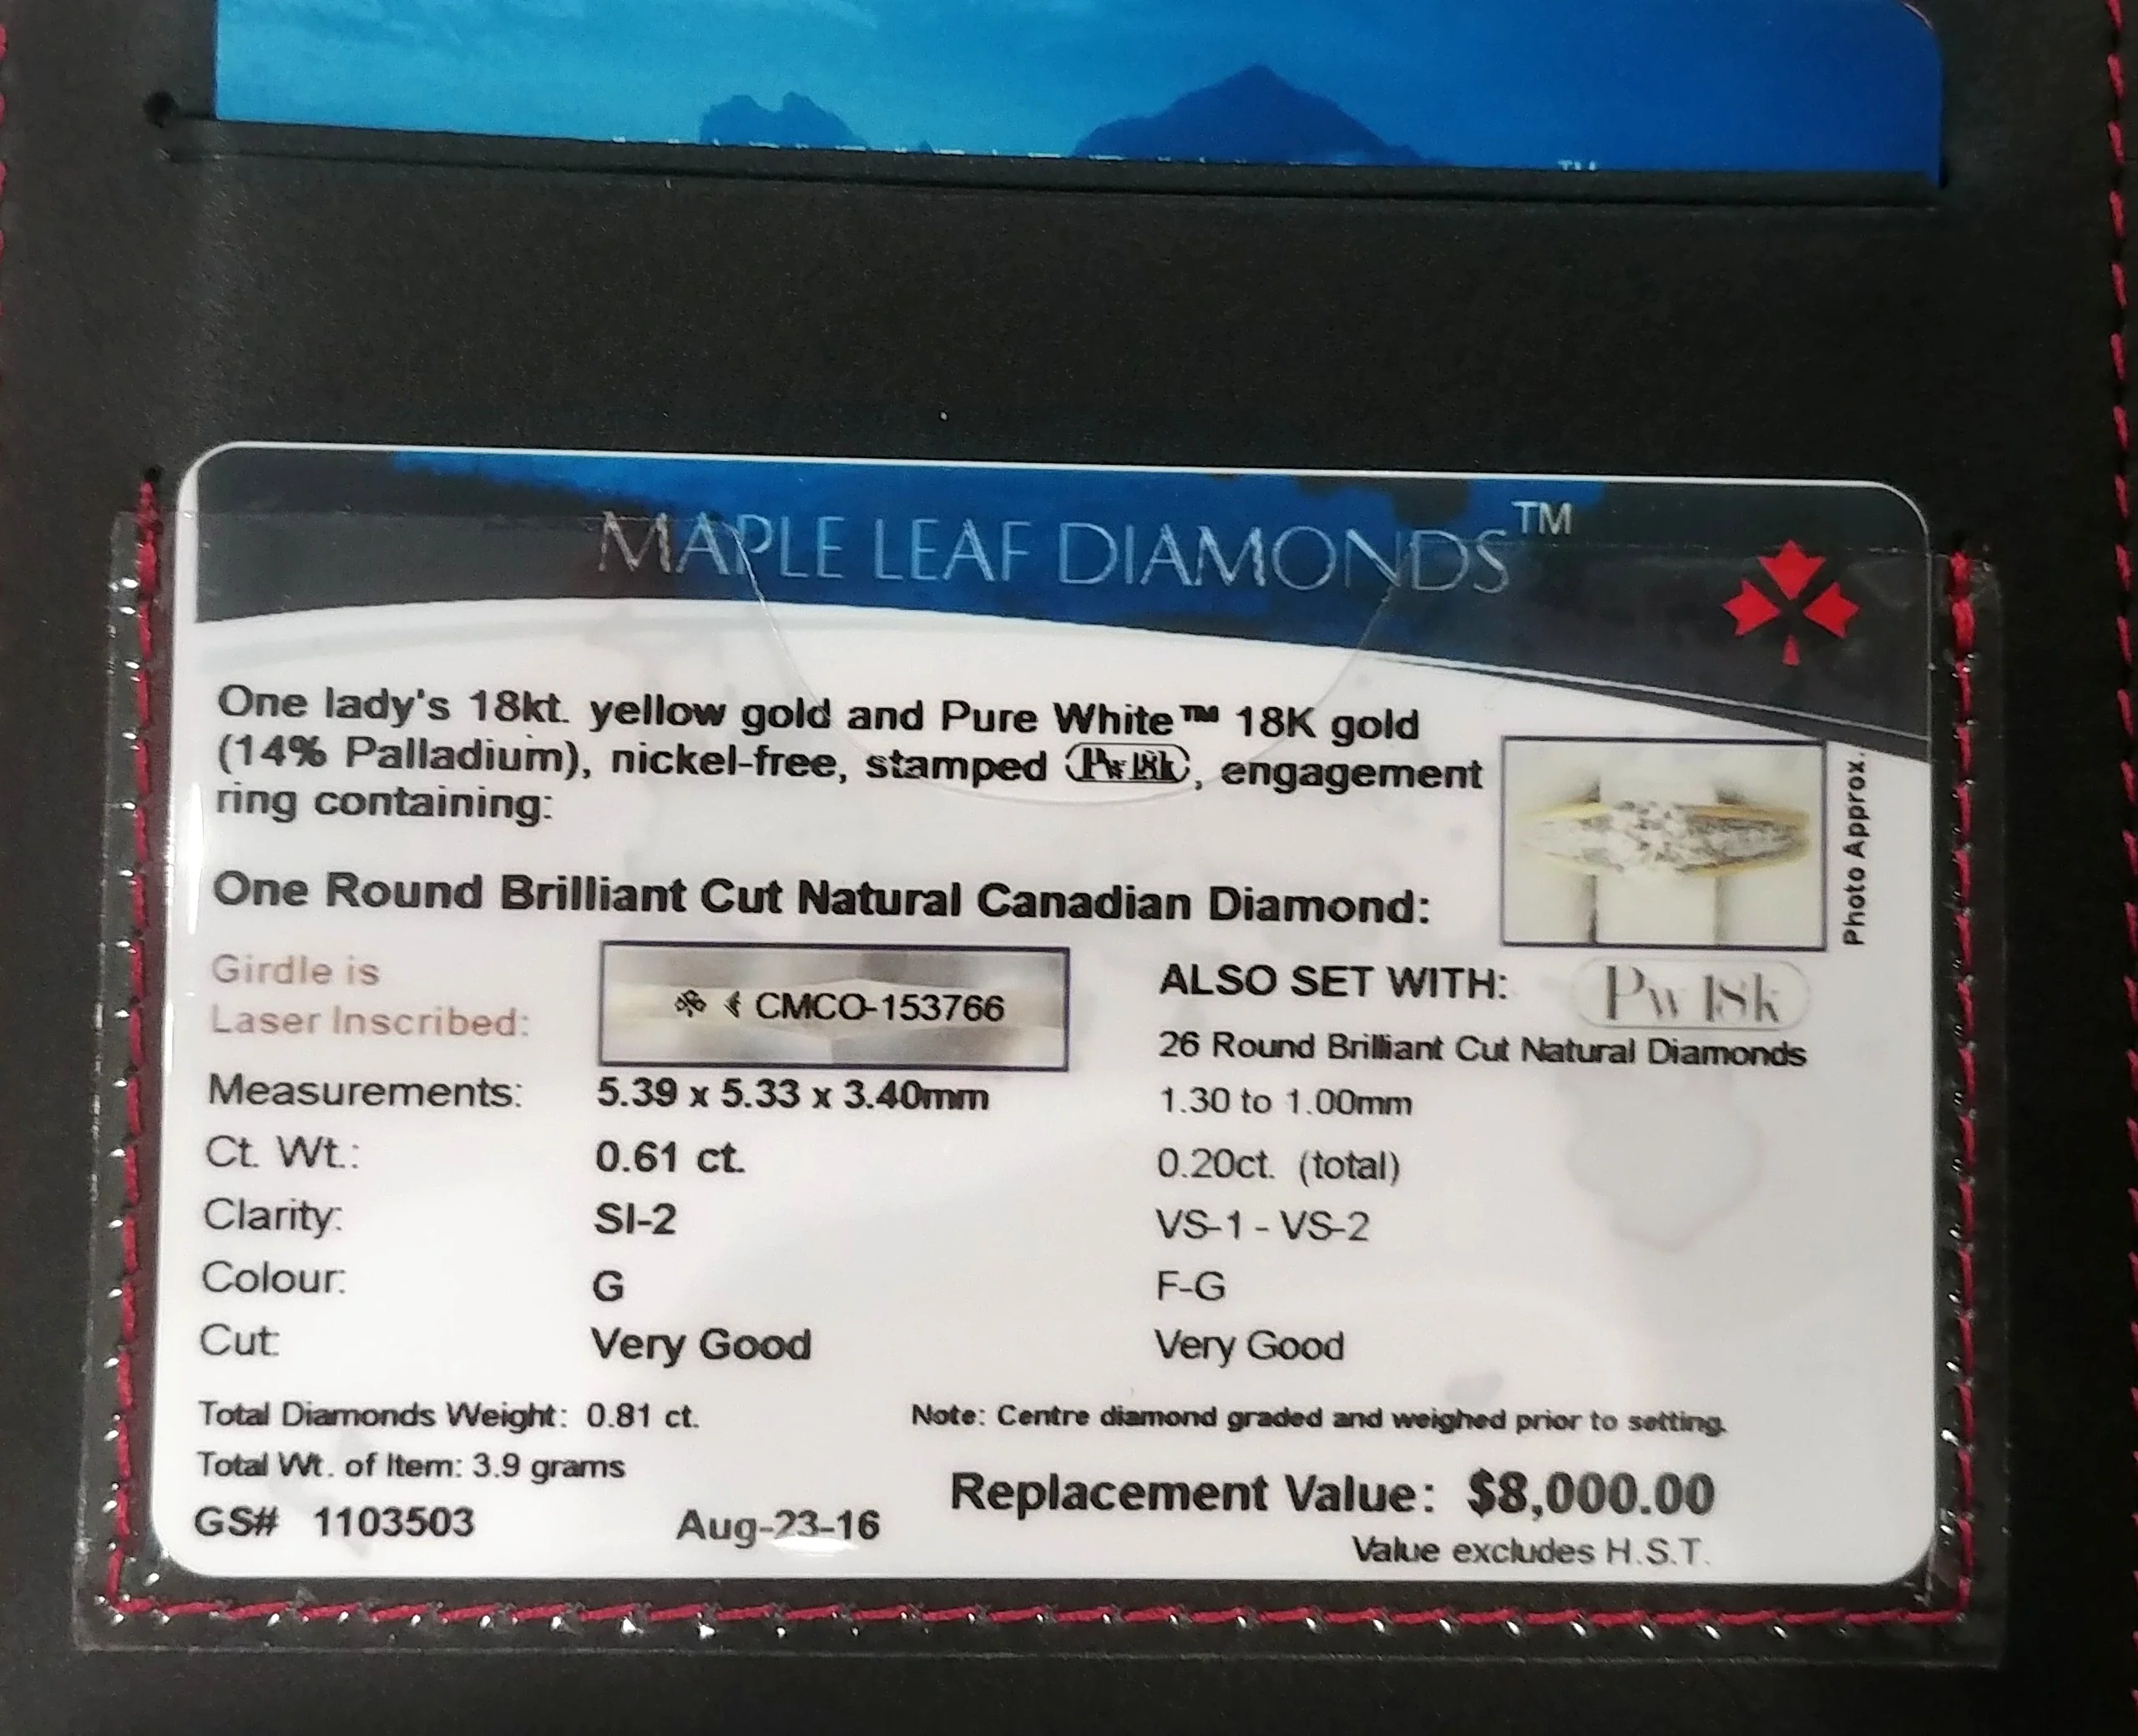 TM
MAPLE LEAF DIAMONDS™
One lady's 18kt. yellow gold and Pure White™ 18K gold
(14% Palladium), nickel-free, stamped Pw 18k, engagement
ring containing:
Photo Approx.
One Round Brilliant Cut Natural Canadian Diamond:
Girdle is
Laser Inscribed:
CMCO-153766
ALSO SET WITH: Pw 18k
26 Round Brilliant Cut Natural Diamonds
Measurements: 5.39 x 5.33 x 3.40mm 1.30 to 1.00mm
Ct. Wt.: 0.61 ct. 0.20ct. (total)
Clarity: SI-2 VS-1 - VS-2
Colour: G F-G
Cut: Very Good Very Good
Total Diamonds Weight: 0.81 ct. Note: Centre diamond graded and weighed prior to setting.
Total Wt. of Item: 3.9 grams
Replacement Value: $8,000.00
GS# 1103503 Aug-23-16
Value excludes H.S.T.